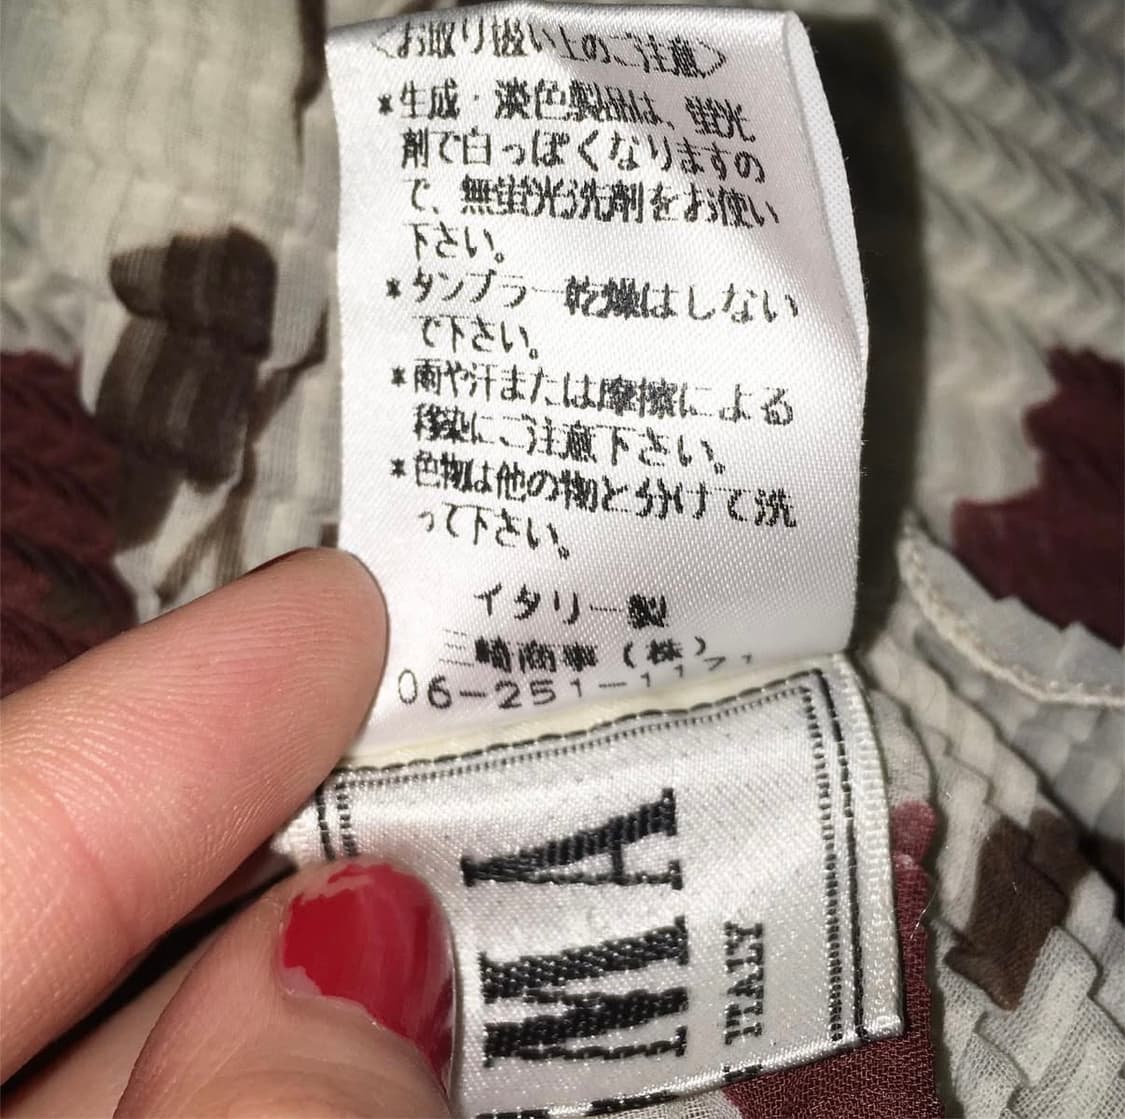 〈お取り扱い上のご注意〉
*生成・淡色製品は、蛍光
剤で白っぽくなりますの
で、無蛍光洗剤をお使い
下さい。
*タンブラー乾燥はしない
で下さい。
*雨や汗または摩擦による
移染にご注意下さい。
*色物は他の物と分けて洗
って下さい。
イタリー製
三崎商事(株)
06-251-1171
MIA
ITALY